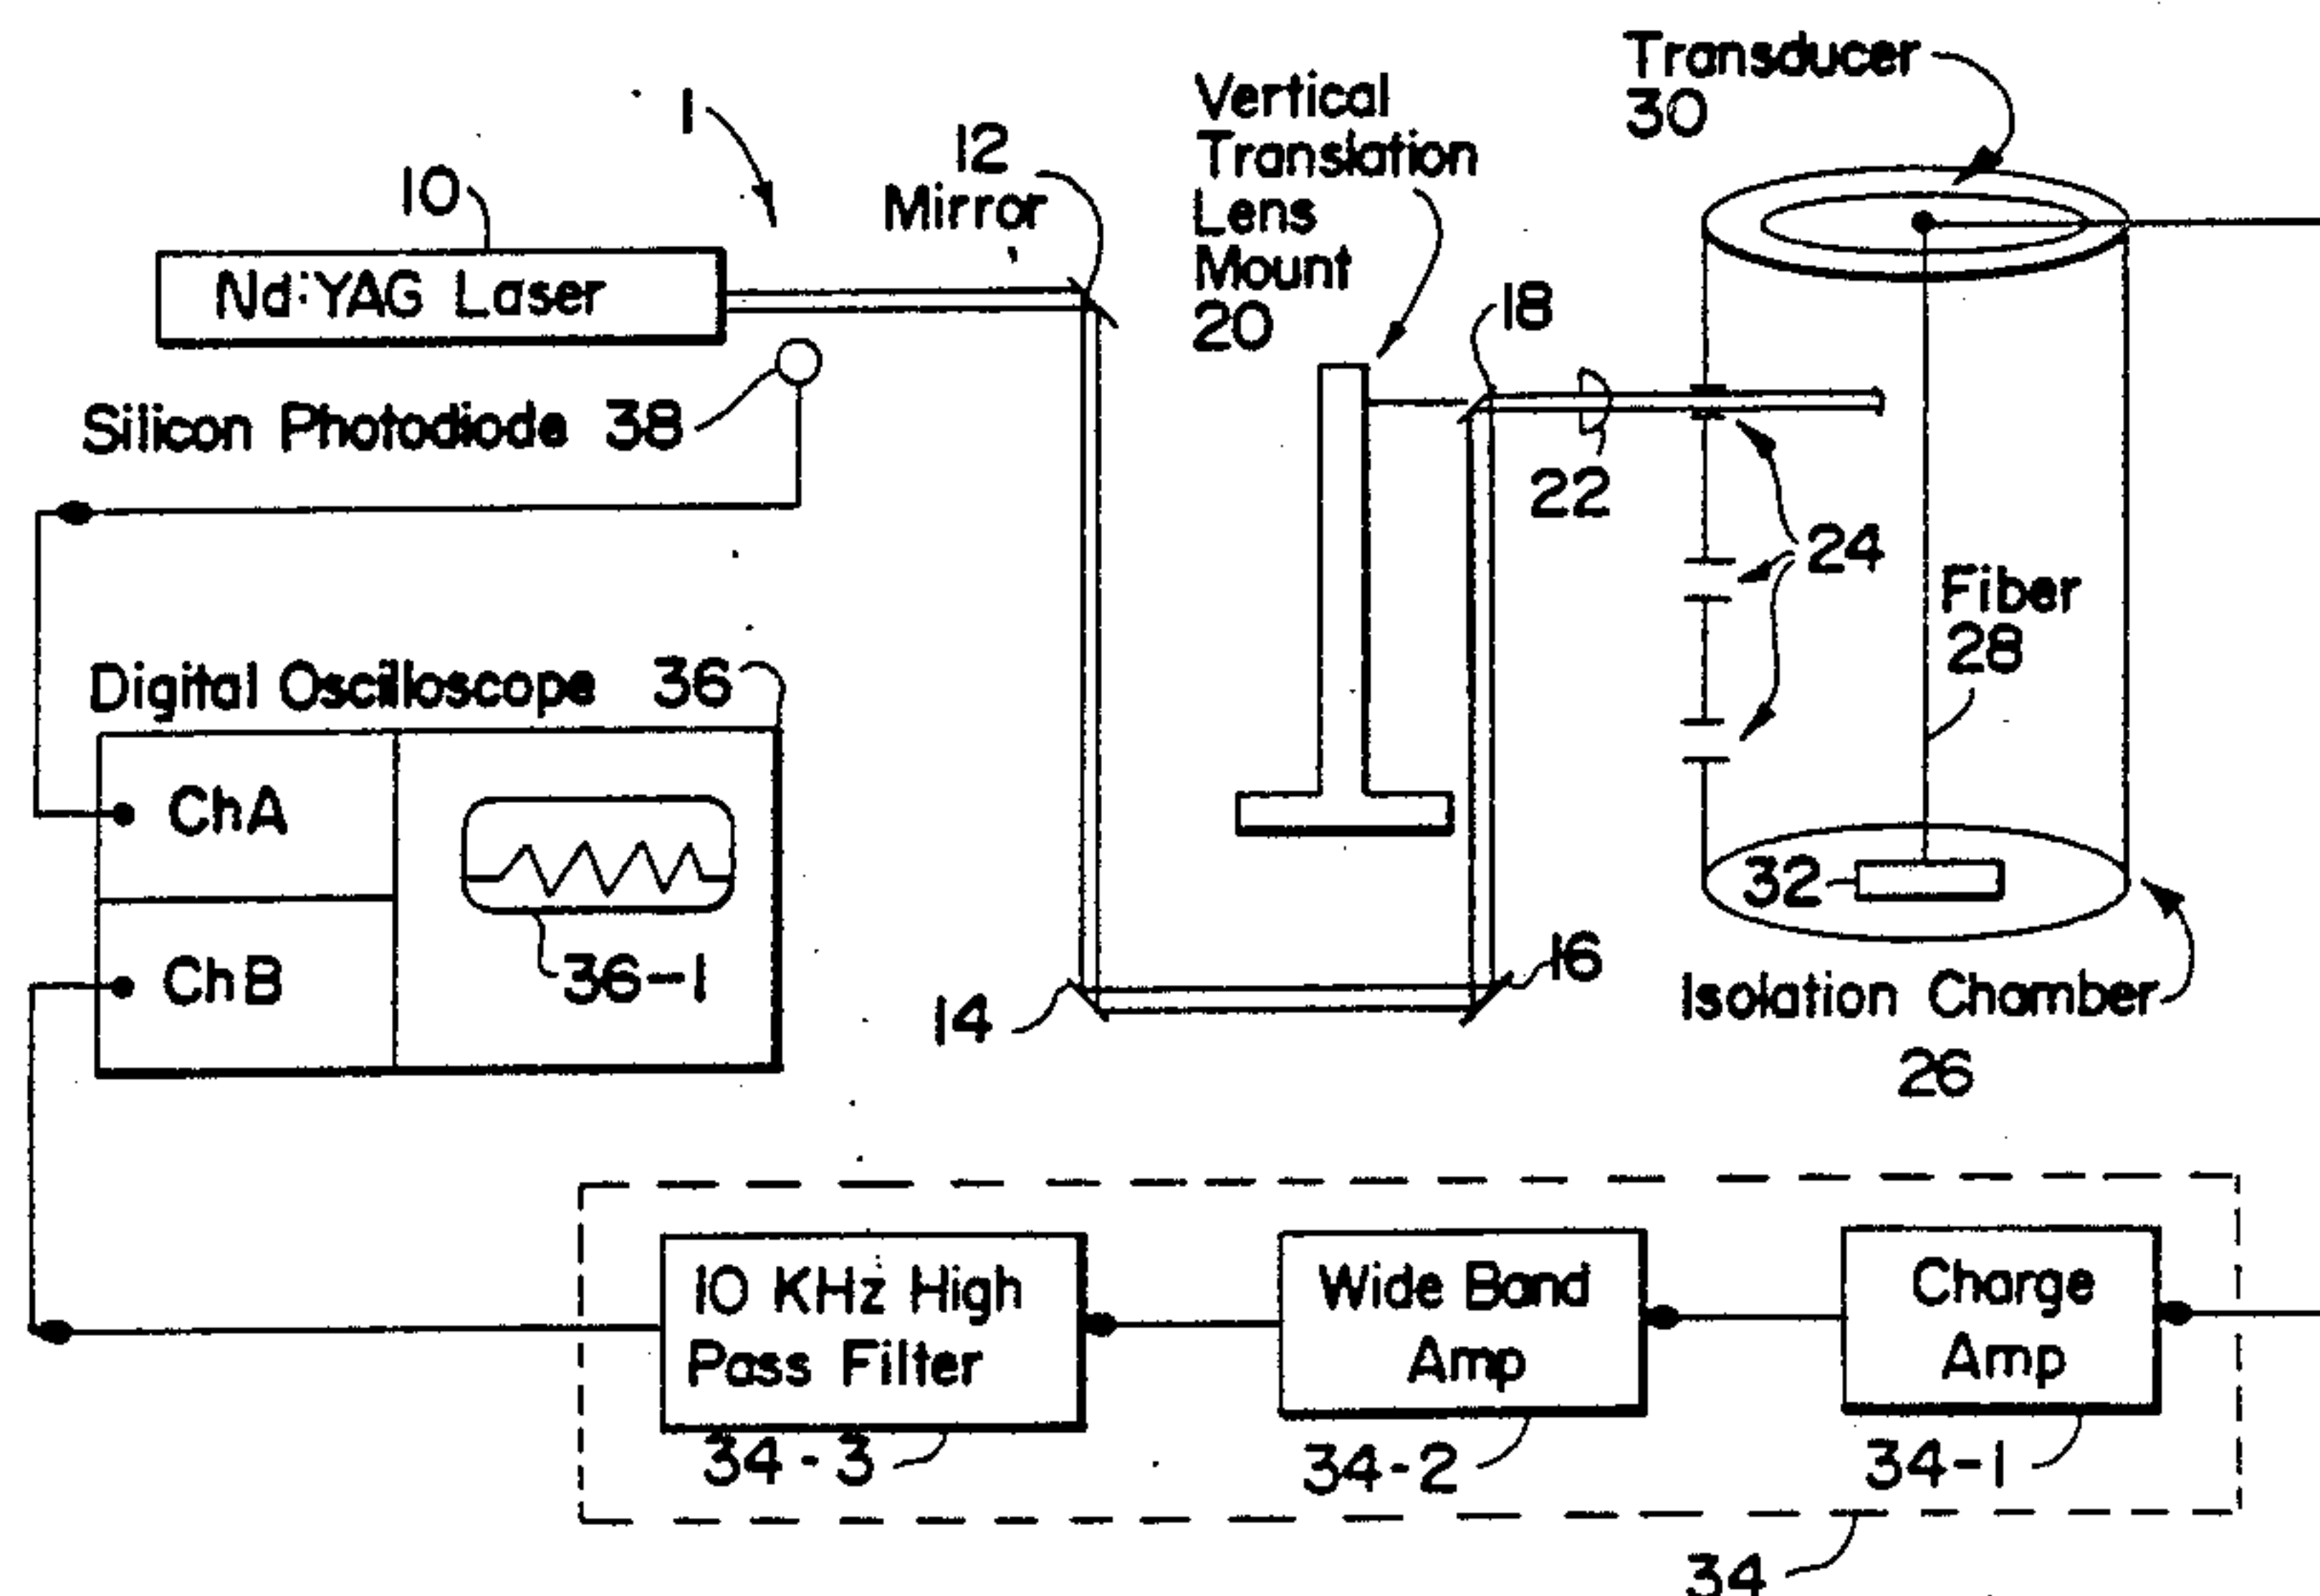 Transducer
30
Vertical
Translation
Lens
Mount
20
1
12
Mirror
10
Nd:YAG Laser
18
Silicon Photodiode 38
22
24
Fiber
28
Digital Oscilloscope 36
ChA
32
ChB
36-1
14
16
Isolation Chamber
26
10 KHz High
Pass Filter
Wide Band
Amp
Charge
Amp
34-3
34-2
34-1
34